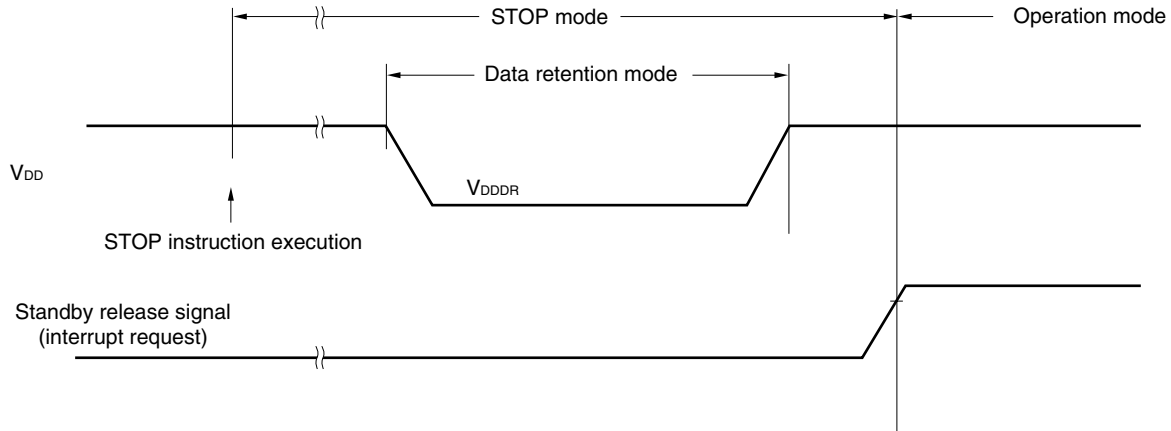 STOP mode
Operation mode
Data retention mode
VDD
VDDDR
STOP instruction execution
Standby release signal
(interrupt request)